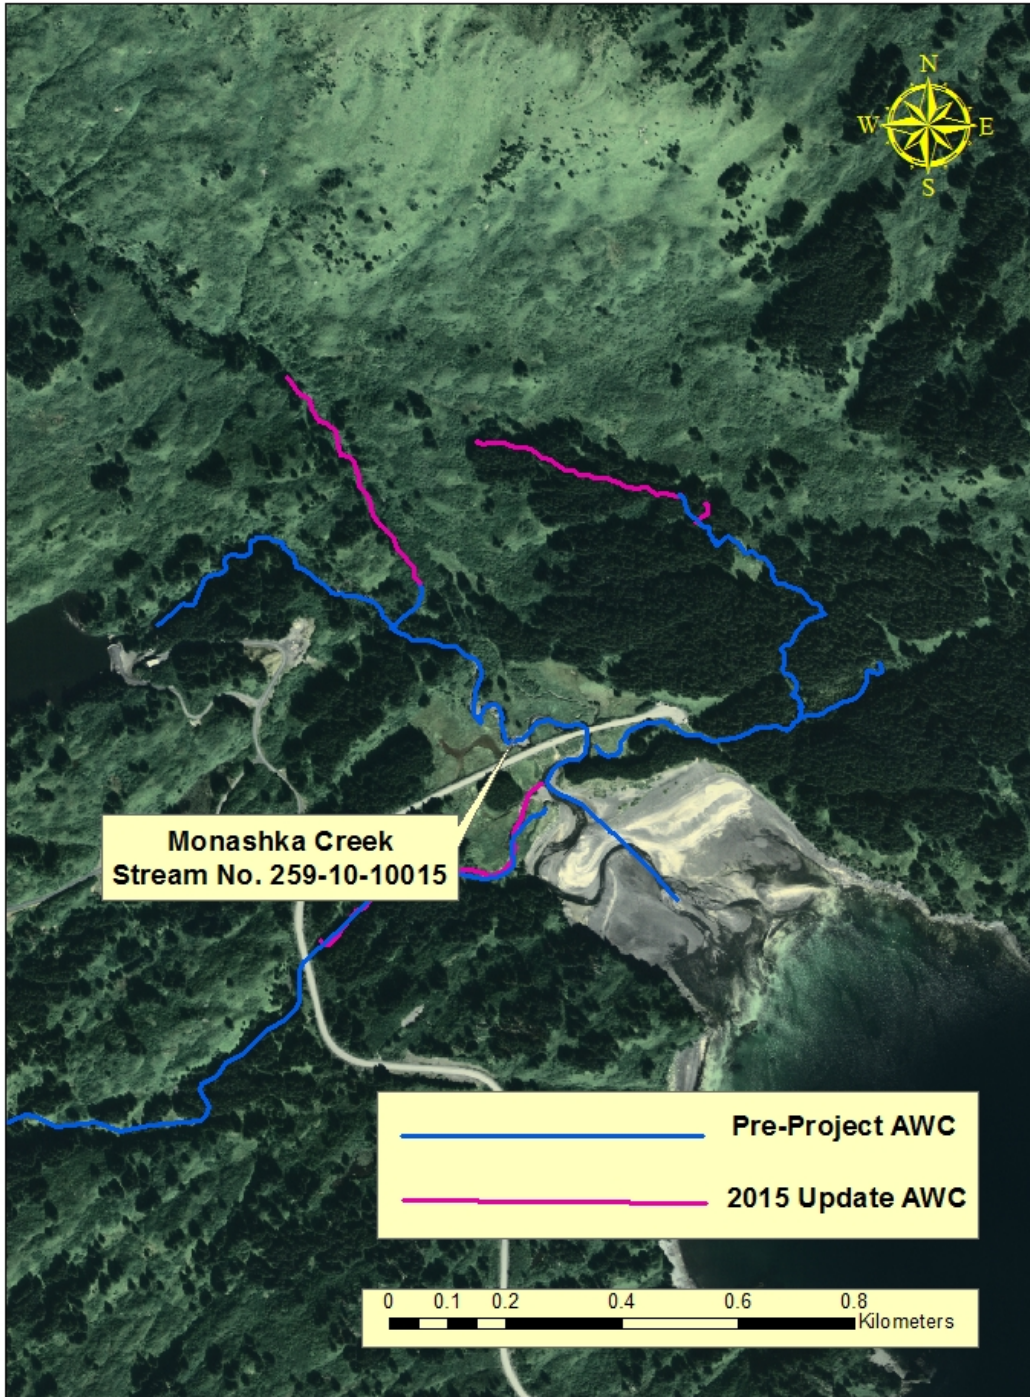 N
W E
S
Monashka Creek
Stream No. 259-10-10015
Pre-Project AWC
2015 Update AWC
0 0.1 0.2 0.4 0.6 0.8
Kilometers